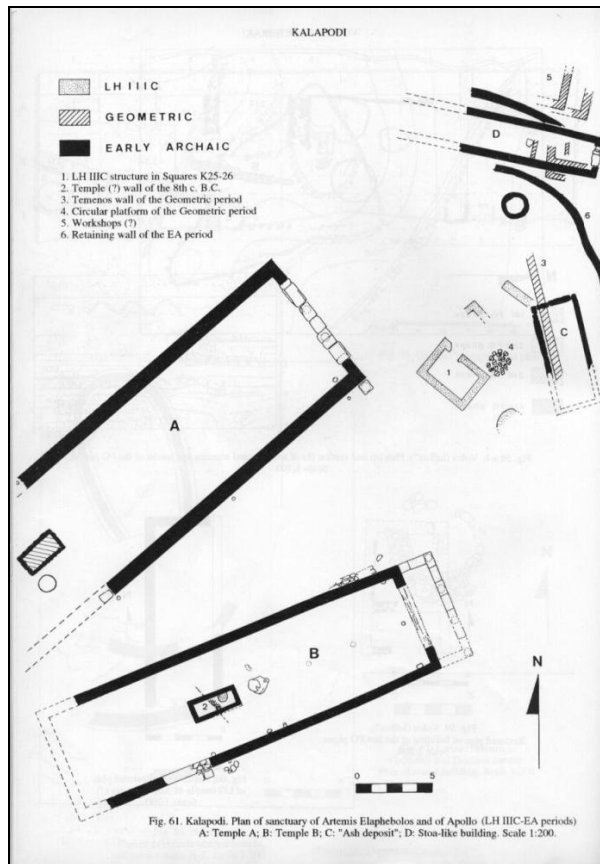 KALAPODI
LH IIIC
GEOMETRIC
EARLY ARCHAIC
1. LH IIIC structure in Squares K25-26
2. Temple (?) wall of the 8th c. B.C.
3. Temenos wall of the Geometric period
4. Circular platform of the Geometric period
5. Workshops (?)
6. Retaining wall of the EA period
5
D
6
3
C
4
1
A
B
2
N
0 5
Fig. 61. Kalapodi. Plan of sanctuary of Artemis Elaphebolos and of Apollo (LH IIIC-EA periods)
A: Temple A; B: Temple B; C: "Ash deposit"; D: Stoa-like building. Scale 1:200.